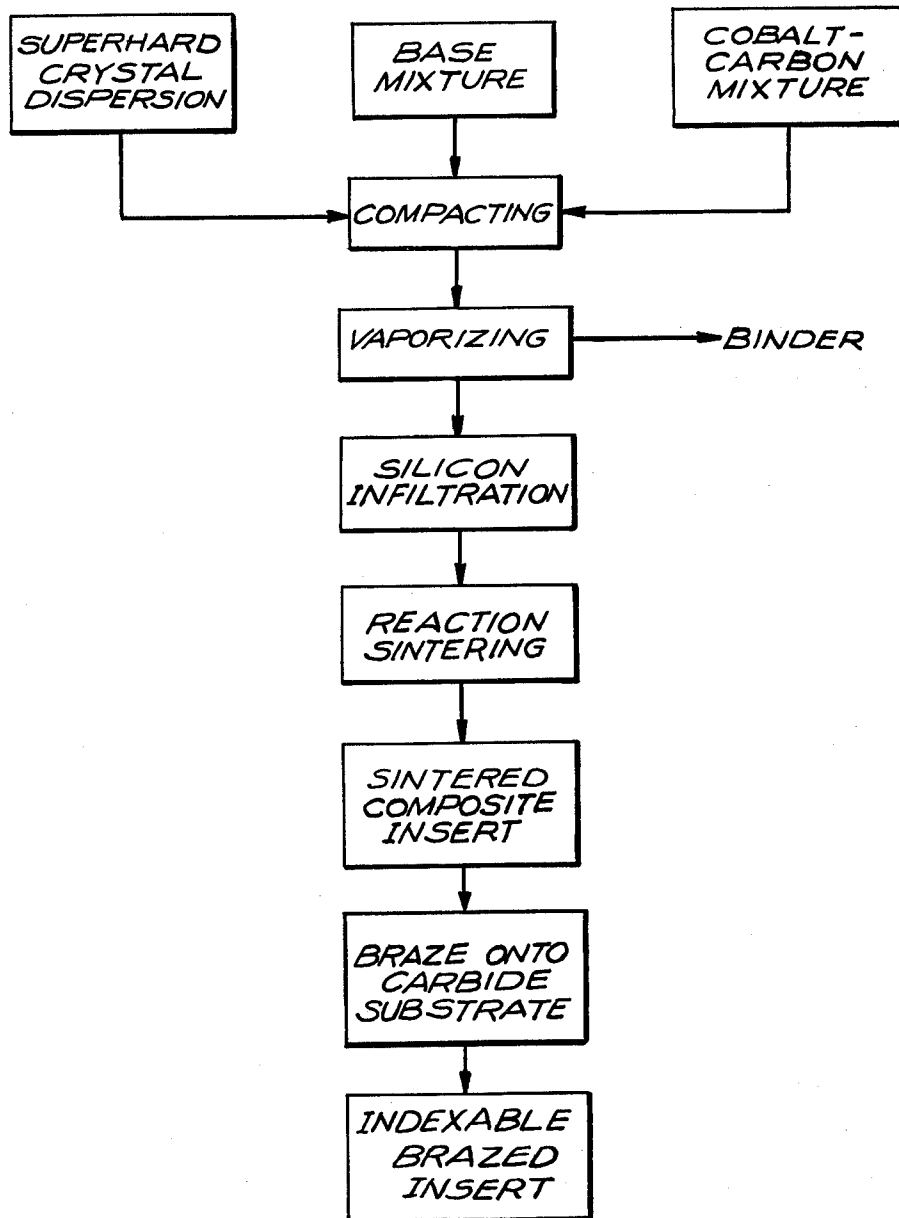 SUPERHARD
CRYSTAL
DISPERSION
BASE
MIXTURE
COBALT-
CARBON
MIXTURE
COMPACTING
VAPORIZING
BINDER
SILICON
INFILTRATION
REACTION
SINTERING
SINTERED
COMPOSITE
INSERT
BRAZE ONTO
CARBIDE
SUBSTRATE
INDEXABLE
BRAZED
INSERT